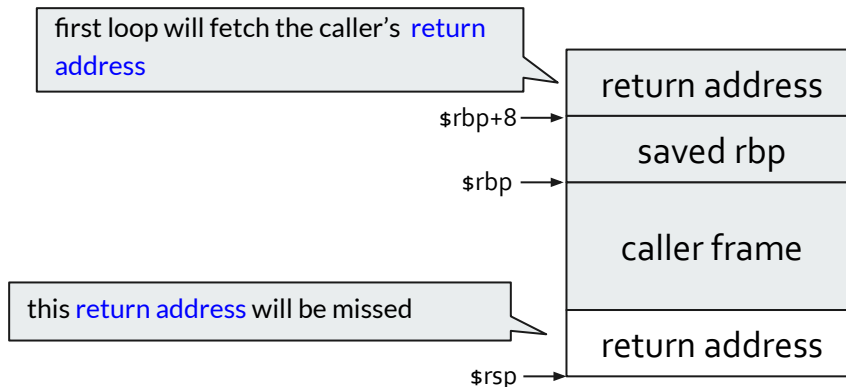 first loop will fetch the caller’s return
address
return address
$rbp+8
saved rbp
$rbp
caller frame
this return address will be missed
return address
$rsp